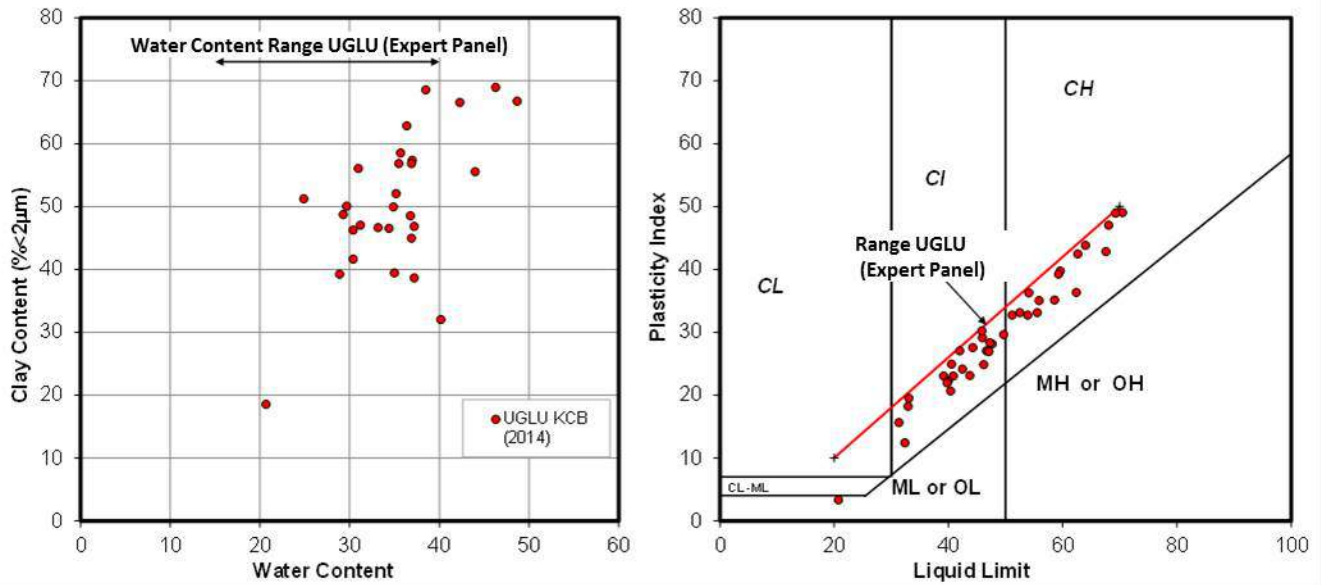 80
70
60
50
40
30
20
10
0
Clay Content (%<2μm)
Water Content Range UGLU (Expert Panel)
UGLU KCB
(2014)
0 10 20 30 40 50 60
Water Content
80
70
60
50
40
30
20
10
0
Plasticity Index
CH
CI
Range UGLU
(Expert Panel)
CL
MH or OH
CL-ML
ML or OL
0 20 40 60 80 100
Liquid Limit